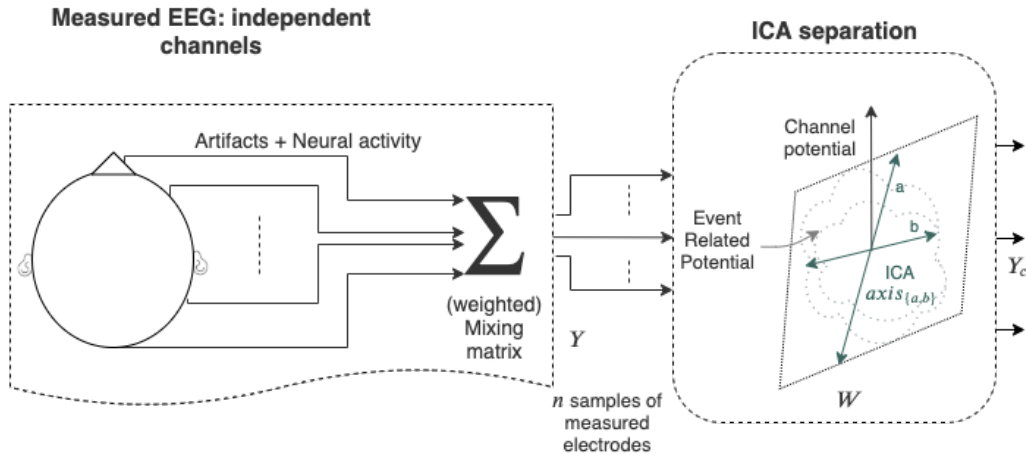 Measured EEG: independent
channels
ICA separation
Artifacts + Neural activity
Σ
(weighted)
Mixing
matrix
Y
n samples of
measured
electrodes
Channel
potential
a
b
Event
Related
Potential
ICA
axis{a,b}
W
Yc